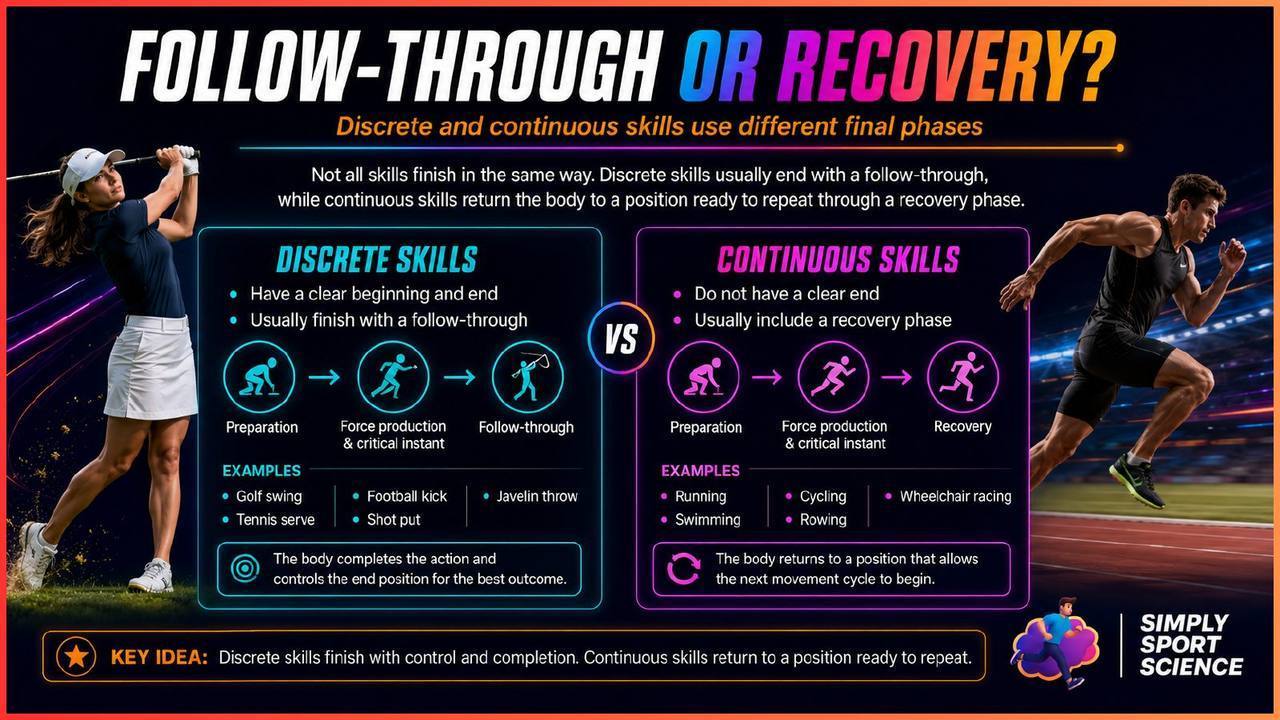 FOLLOW-THROUGH OR RECOVERY?
Discrete and continuous skills use different final phases
Not all skills finish in the same way. Discrete skills usually end with a follow-through,
while continuous skills return the body to a position ready to repeat through a recovery phase.
DISCRETE SKILLS
• Have a clear beginning and end
• Usually finish with a follow-through
Preparation
Force production
& critical instant
Follow-through
EXAMPLES
• Golf swing
• Tennis serve
• Football kick
• Shot put
• Javelin throw
The body completes the action and
controls the end position for the best outcome.
VS
CONTINUOUS SKILLS
• Do not have a clear end
• Usually include a recovery phase
Preparation
Force production
& critical instant
Recovery
EXAMPLES
• Running
• Swimming
• Cycling
• Rowing
• Wheelchair racing
The body returns to a position that allows
the next movement cycle to begin.
KEY IDEA: Discrete skills finish with control and completion. Continuous skills return to a position ready to repeat.
SIMPLY
SPORT
SCIENCE